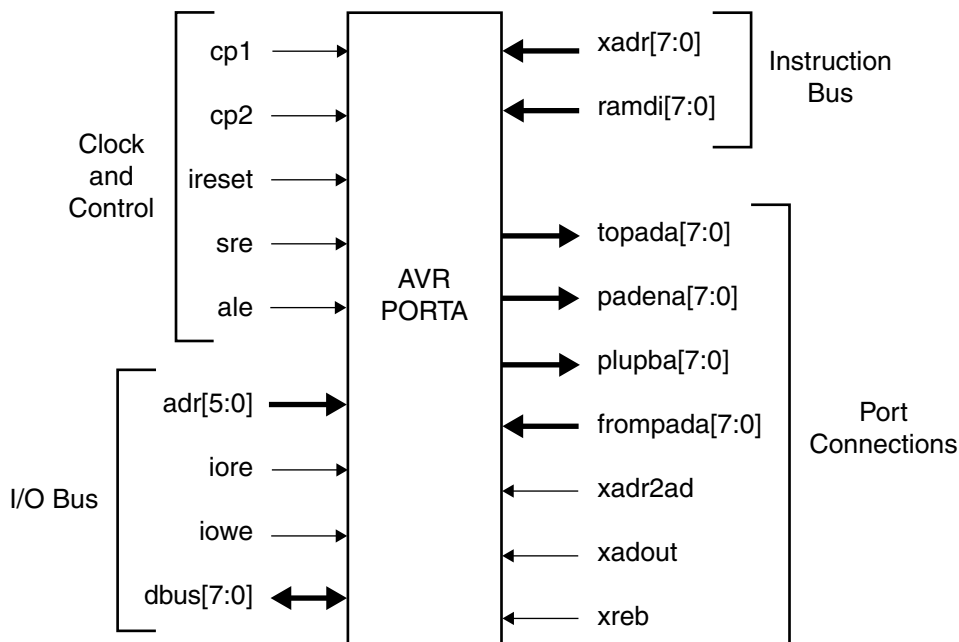 Clock
and
Control
cp1
cp2
ireset
sre
ale
I/O Bus
adr[5:0]
iore
iowe
dbus[7:0]
AVR
PORTA
xadr[7:0]
ramdi[7:0]
Instruction
Bus
topada[7:0]
padena[7:0]
plupba[7:0]
frompada[7:0]
xadr2ad
xadout
xreb
Port
Connections